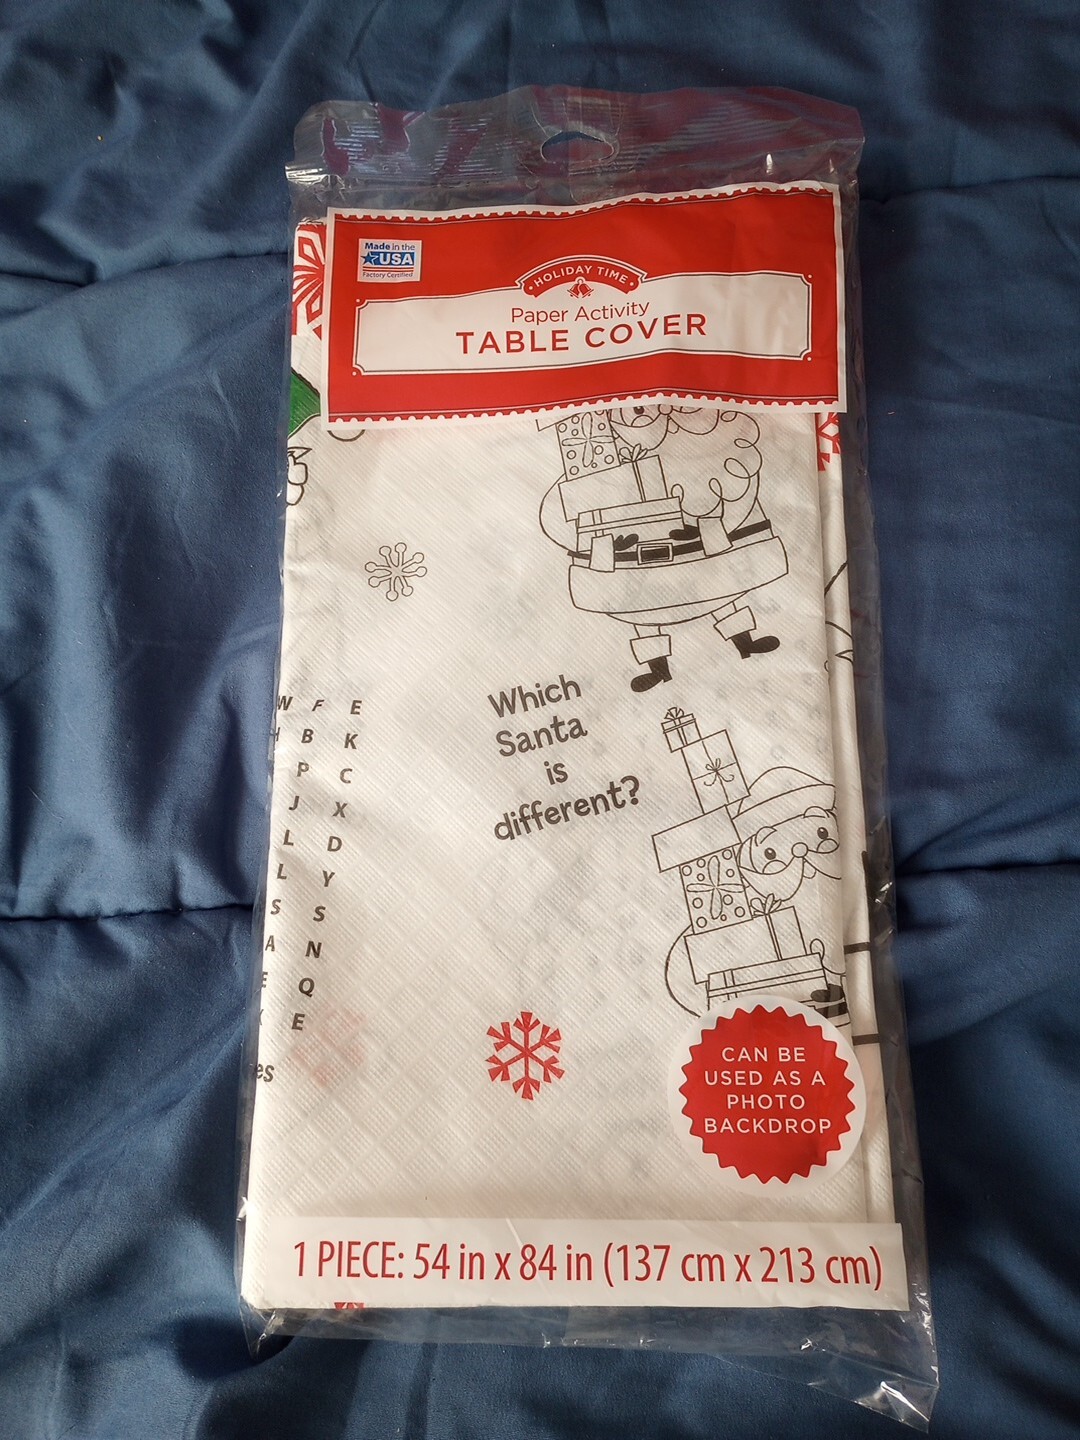 Made in the
USA
Factory Certified
HOLIDAY TIME
Paper Activity
TABLE COVER
Which
Santa
is
different?
W F E
H B K
P C
J X
L D
L Y
S S
A N
E Q
K E
es
CAN BE
USED AS A
PHOTO
BACKDROP
1 PIECE: 54 in x 84 in (137 cm x 213 cm)